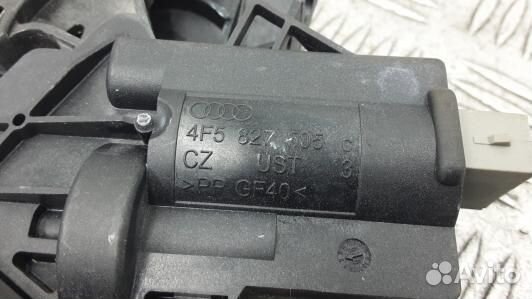 4F5 827 505 C
CZ UST 3
>PP GF40<
Avito